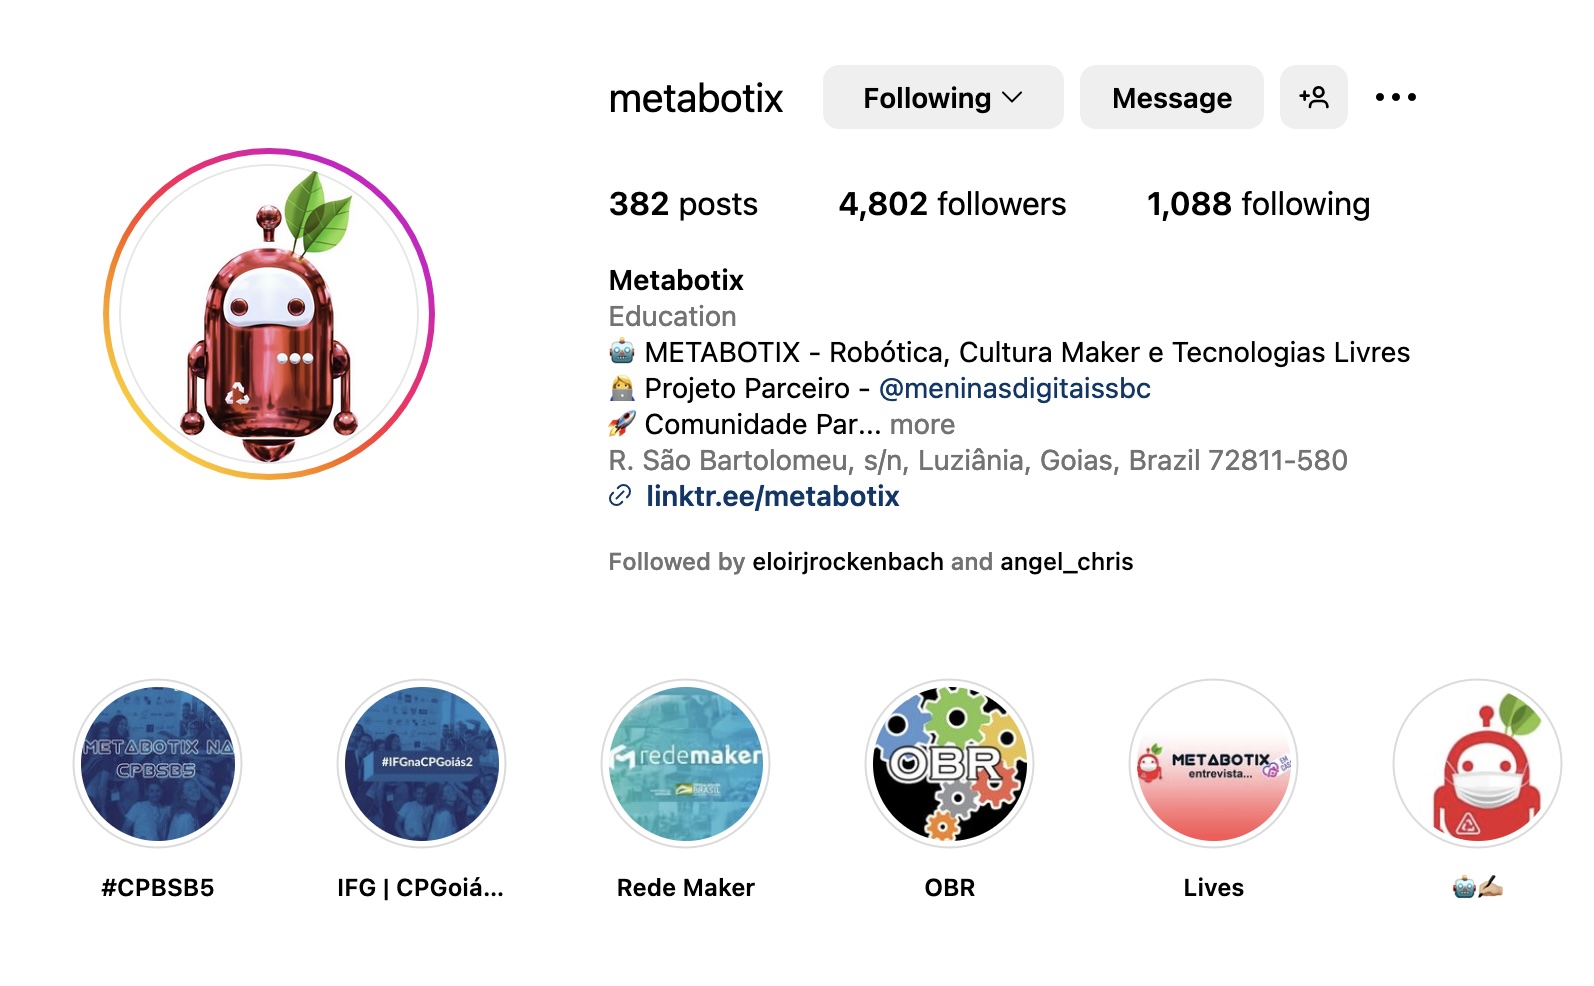 metabotix Following Message
382 posts 4,802 followers 1,088 following
Metabotix
Education
🤖 METABOTIX - Robótica, Cultura Maker e Tecnologias Livres
👩‍💻 Projeto Parceiro - @meninasdigitaissbc
🚀 Comunidade Par... more
R. São Bartolomeu, s/n, Luziânia, Goias, Brazil 72811-580
linktr.ee/metabotix
Followed by eloirjrockenbach and angel_chris
METABOTIX NA
CPBSB5
#IFGnaCPGoiás2
redemaker
BRASIL
OBR
METABOTIX
entrevista...
#CPBSB5 IFG | CPGoiá... Rede Maker OBR Lives 🤖✍🏼